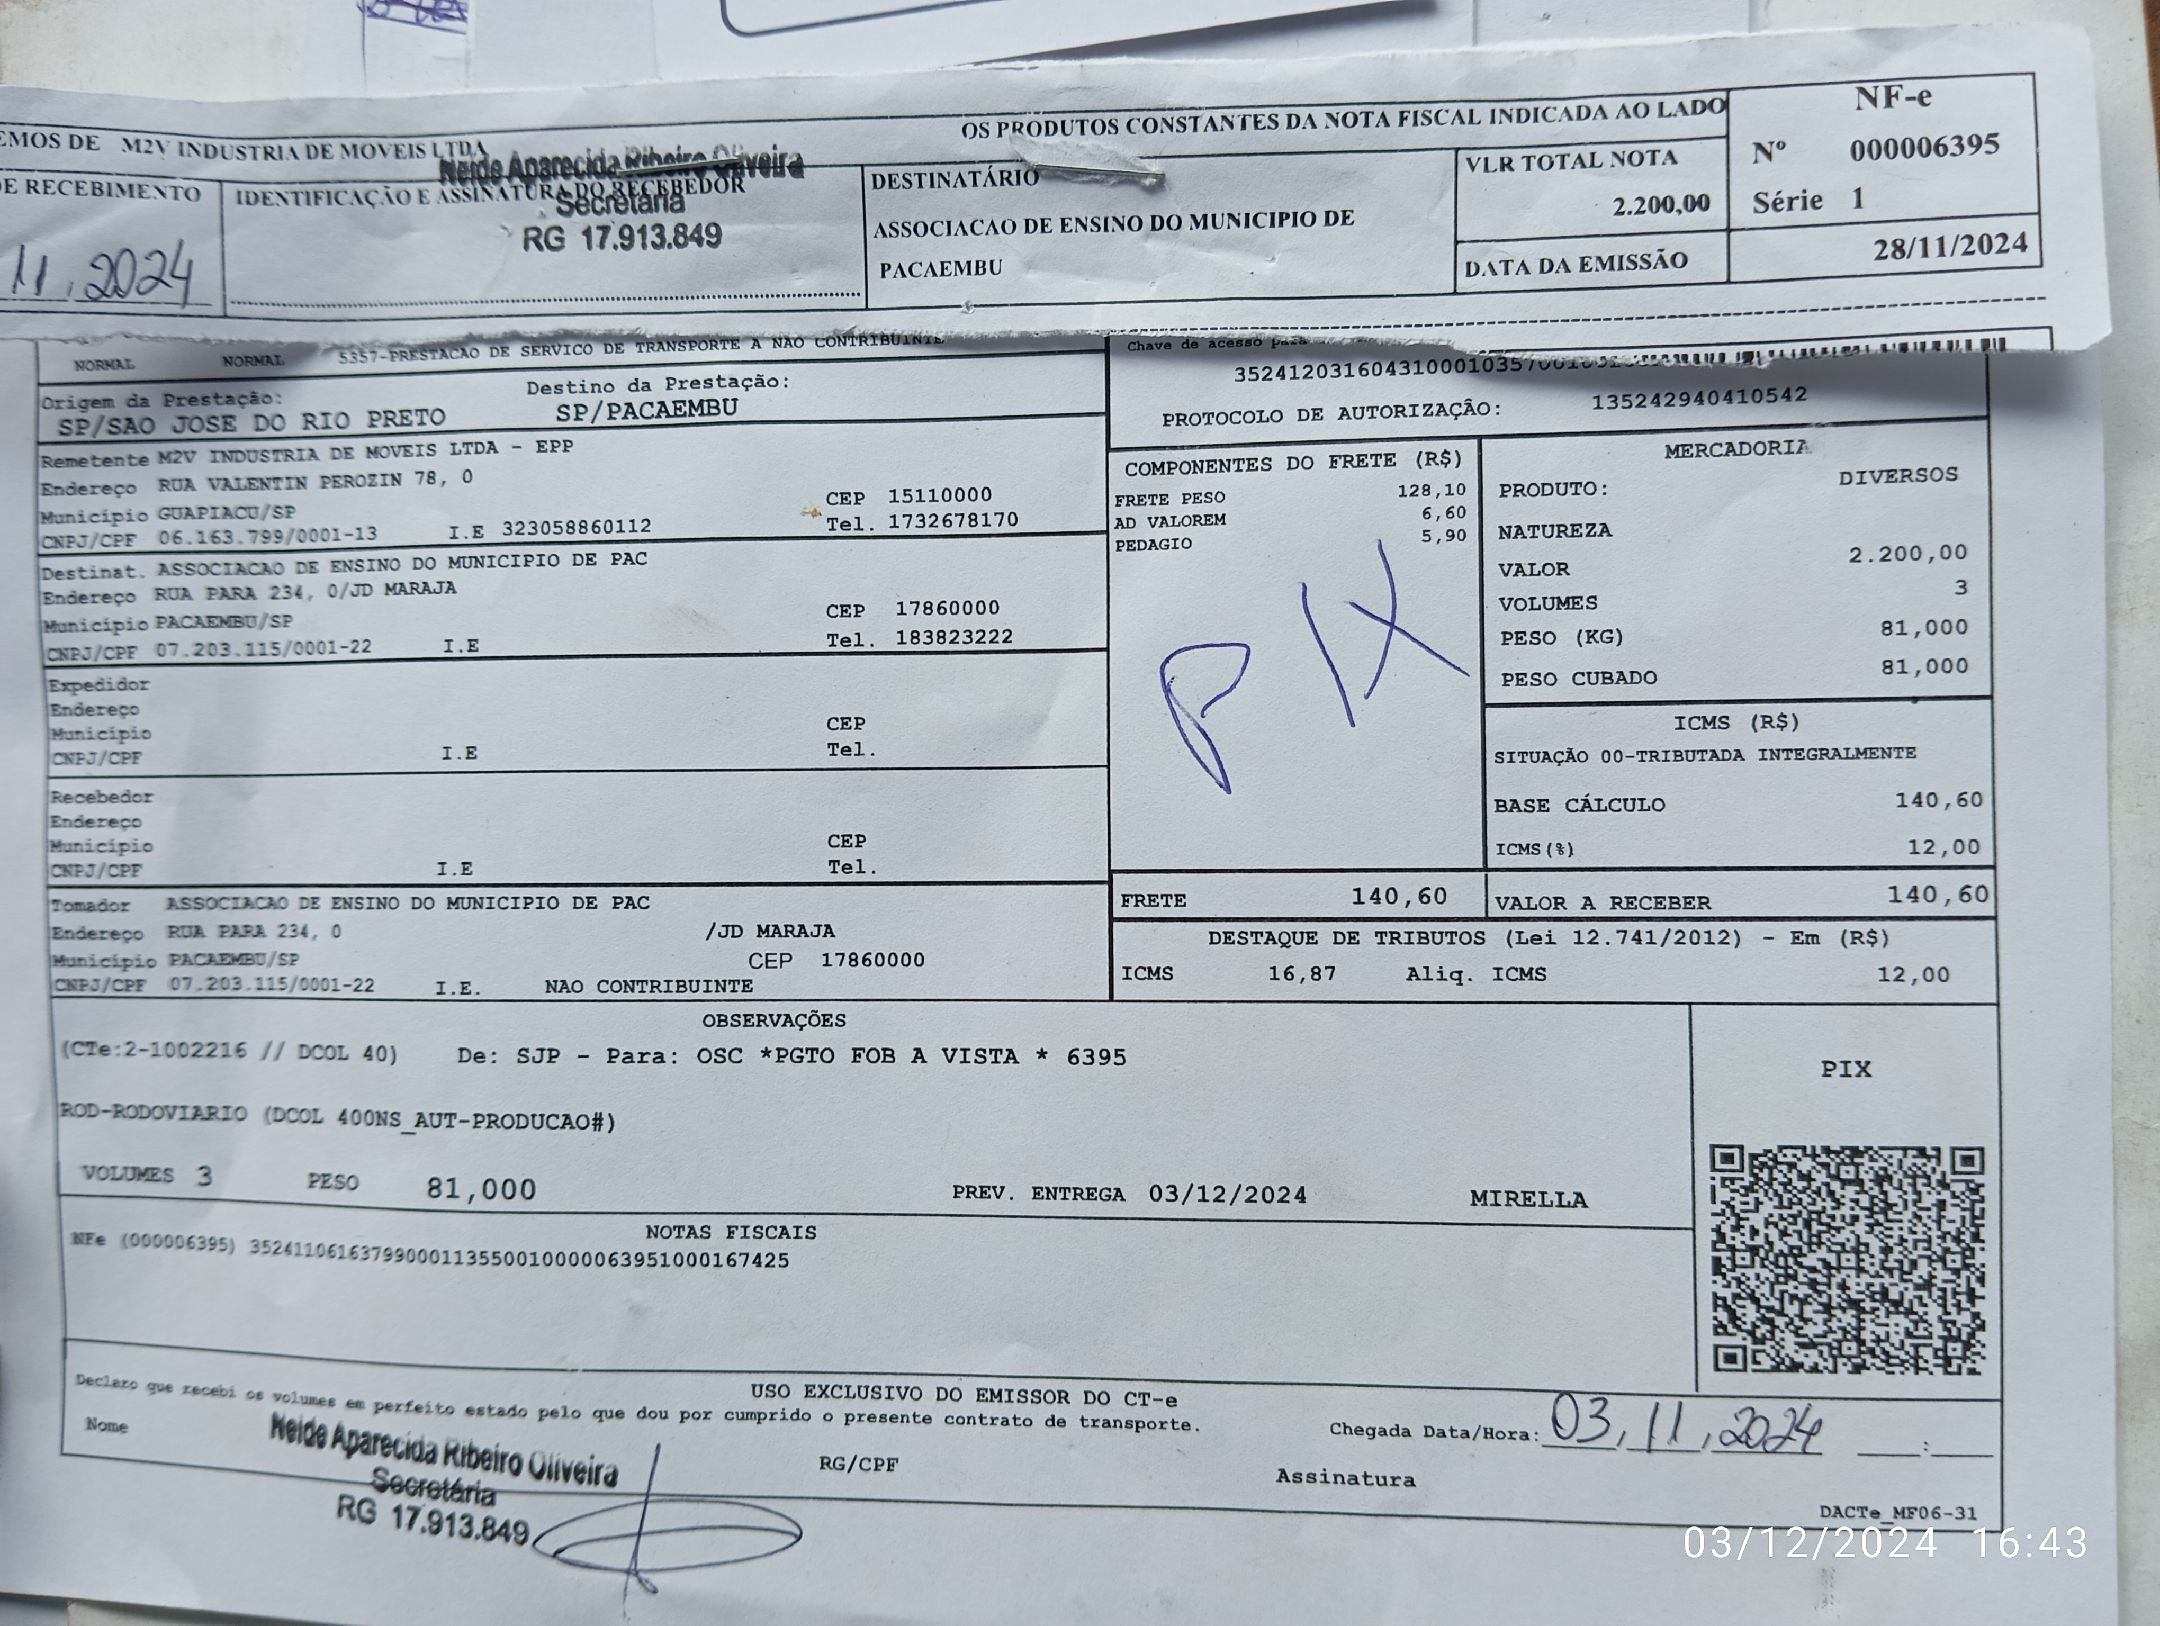 EMOS DE M2V INDUSTRIA DE MOVEIS LTDA OS PRODUTOS CONSTANTES DA NOTA FISCAL INDICADA AO LADO
NF-e
Nº 000006395
Série 1
E RECEBIMENTO
11.2024
IDENTIFICAÇÃO E ASSINATURA DO RECEBEDOR
Neide Aparecida Ribeiro Oliveira
Secretária
RG 17.913.849
DESTINATÁRIO
ASSOCIACAO DE ENSINO DO MUNICIPIO DE
PACAEMBU
VLR TOTAL NOTA
2.200,00
DATA DA EMISSÃO 28/11/2024
NORMAL NORMAL 5357-PRESTACAO DE SERVICO DE TRANSPORTE A NAO CONTRIBUINTE
Chave de acesso para
PROTOCOLO DE AUTORIZAÇÃO: 135242940410542
Origem da Prestação: Destino da Prestação:
SP/SAO JOSE DO RIO PRETO SP/PACAEMBU
Remetente M2V INDUSTRIA DE MOVEIS LTDA - EPP
Endereço RUA VALENTIN PEROZIN 78, 0 CEP 15110000
Município GUAPIACU/SP Tel. 1732678170
CNPJ/CPF 06.163.799/0001-13 I.E 323058860112
Destinat. ASSOCIACAO DE ENSINO DO MUNICIPIO DE PAC
Endereço RUA PARA 234, 0/JD MARAJA CEP 17860000
Município PACAEMBU/SP Tel. 183823222
CNPJ/CPF 07.203.115/0001-22 I.E
Expedidor
Endereço
Município CEP
CNPJ/CPF I.E Tel.
Recebedor
Endereço
Município CEP
CNPJ/CPF I.E Tel.
Tomador ASSOCIACAO DE ENSINO DO MUNICIPIO DE PAC
Endereço RUA PARA 234, 0 /JD MARAJA
Município PACAEMBU/SP CEP 17860000
CNPJ/CPF 07.203.115/0001-22 I.E. NAO CONTRIBUINTE
COMPONENTES DO FRETE (R$)
FRETE PESO 128,10
AD VALOREM 6,60
PEDAGIO 5,90
PIX
FRETE 140,60
MERCADORIA
PRODUTO: DIVERSOS
NATUREZA
VALOR 2.200,00
VOLUMES 3
PESO (KG) 81,000
PESO CUBADO 81,000
ICMS (R$)
SITUAÇÃO 00-TRIBUTADA INTEGRALMENTE
BASE CÁLCULO 140,60
ICMS(%) 12,00
VALOR A RECEBER 140,60
DESTAQUE DE TRIBUTOS (Lei 12.741/2012) - Em (R$)
ICMS 16,87 Aliq. ICMS 12,00
OBSERVAÇÕES
(CTe:2-1002216 // DCOL 40) De: SJP - Para: OSC *PGTO FOB A VISTA * 6395
ROD-RODOVIARIO (DCOL 400NS_AUT-PRODUCAO#)
VOLUMES 3 PESO 81,000 PREV. ENTREGA 03/12/2024 MIRELLA
PIX
NOTAS FISCAIS
NFe (000006395) 35241106163799000113550010000063951000167425
USO EXCLUSIVO DO EMISSOR DO CT-e
Declaro que recebi os volumes em perfeito estado pelo que dou por cumprido o presente contrato de transporte.
Nome
Neide Aparecida Ribeiro Oliveira
Secretária
RG 17.913.849
RG/CPF
Chegada Data/Hora: 03.11.2024 :
Assinatura
DACTe_MF06-31
03/12/2024 16:43